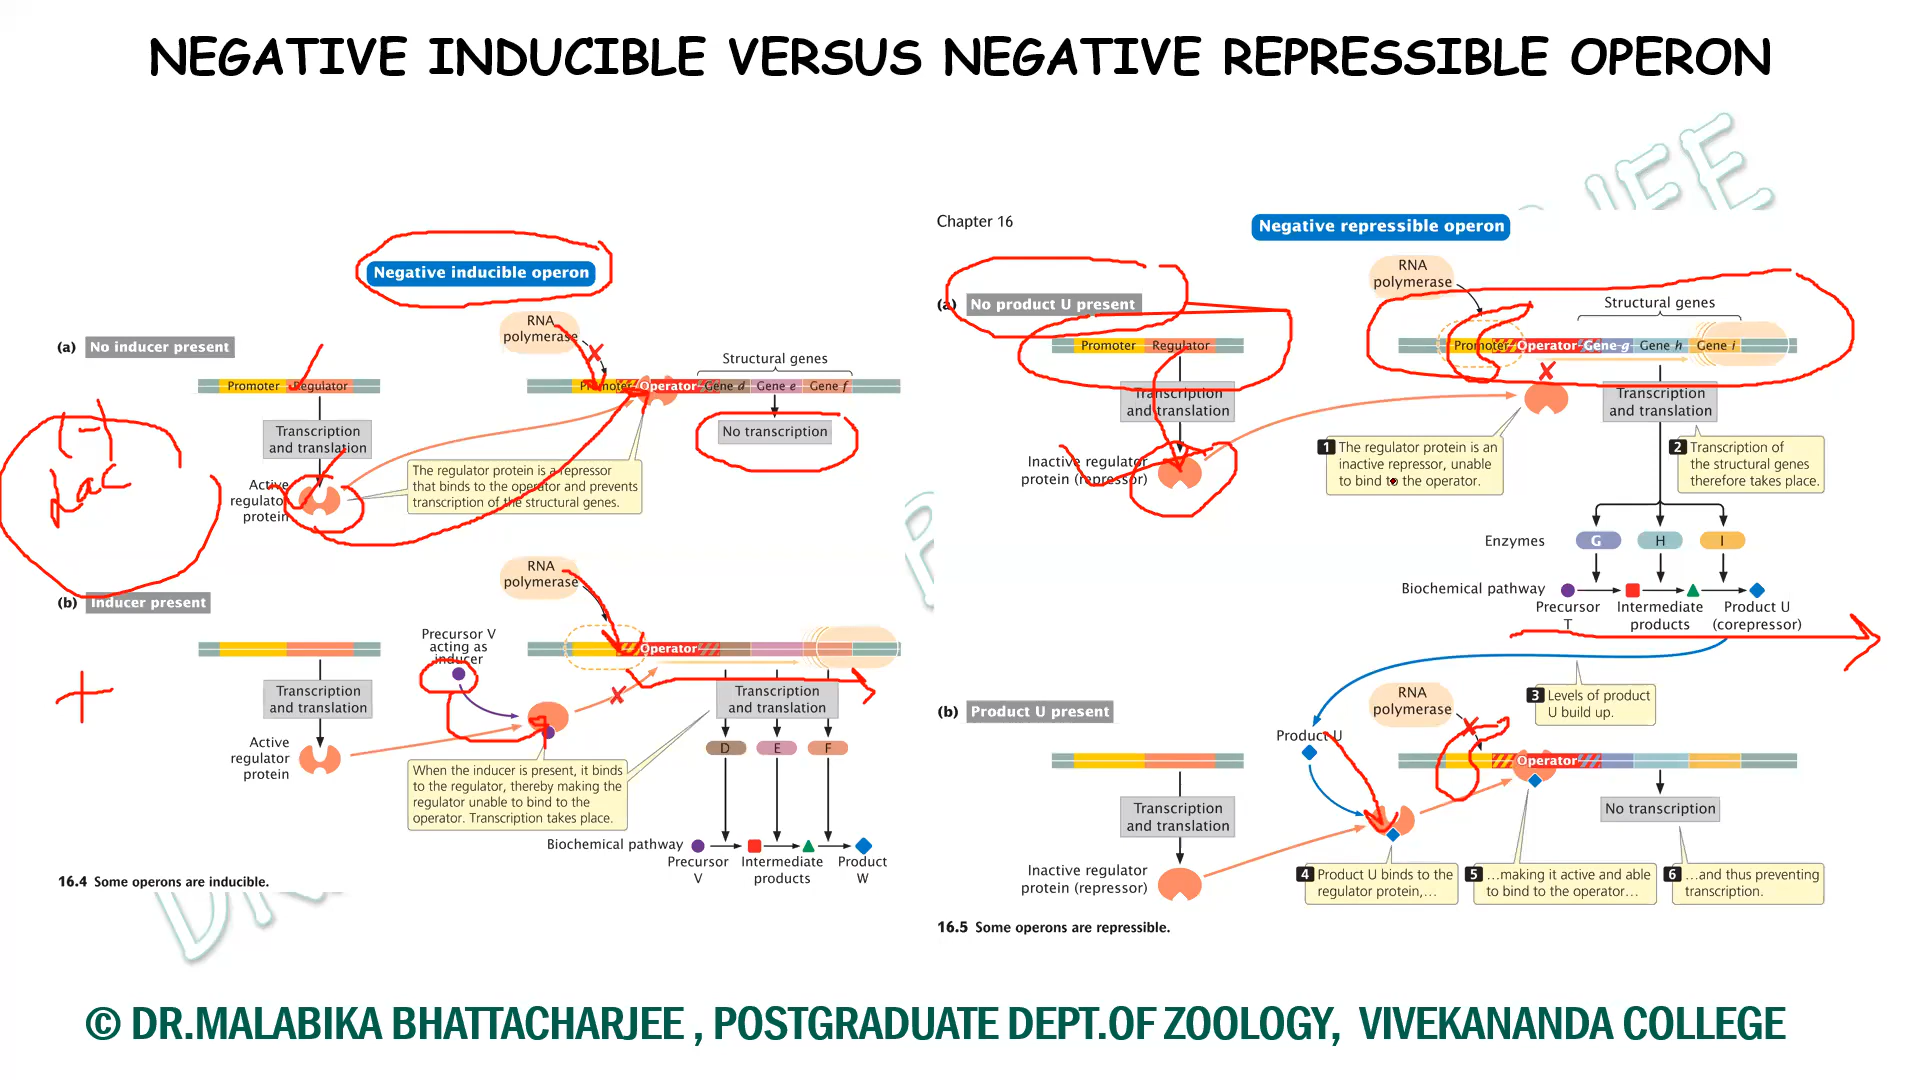 NEGATIVE INDUCIBLE VERSUS NEGATIVE REPRESSIBLE OPERON
Negative inducible operon
(a) No inducer present
RNA
polymerase
Structural genes
Promoter Regulator
Promoter Operator Gene d Gene e Gene f
Transcription
and translation
No transcription
The regulator protein is a repressor
that binds to the operator and prevents
transcription of the structural genes.
Active
regulator
protein
(-)
Lac
(b) Inducer present
RNA
polymerase
Precursor V
acting as
inducer
Operator
+
Transcription
and translation
Transcription
and translation
Active
regulator
protein
D E F
When the inducer is present, it binds
to the regulator, thereby making the
regulator unable to bind to the
operator. Transcription takes place.
Biochemical pathway
Precursor
V
Intermediate
products
Product
W
16.4 Some operons are inducible.
Chapter 16
Negative repressible operon
(a) No product U present
RNA
polymerase
Structural genes
Promoter Regulator
Promoter Operator Gene g Gene h Gene i
Transcription
and translation
Transcription
and translation
Inactive regulator
protein (repressor)
1 The regulator protein is an
inactive repressor, unable
to bind to the operator.
2 Transcription of
the structural genes
therefore takes place.
Enzymes G H I
Biochemical pathway
Precursor
T
Intermediate
products
Product U
(corepressor)
3 Levels of product
U build up.
(b) Product U present
RNA
polymerase
Product U
Operator
Transcription
and translation
No transcription
Inactive regulator
protein (repressor)
4 Product U binds to the
regulator protein,…
5 …making it active and able
to bind to the operator…
6 …and thus preventing
transcription.
16.5 Some operons are repressible.
© DR.MALABIKA BHATTACHARJEE , POSTGRADUATE DEPT.OF ZOOLOGY, VIVEKANANDA COLLEGE